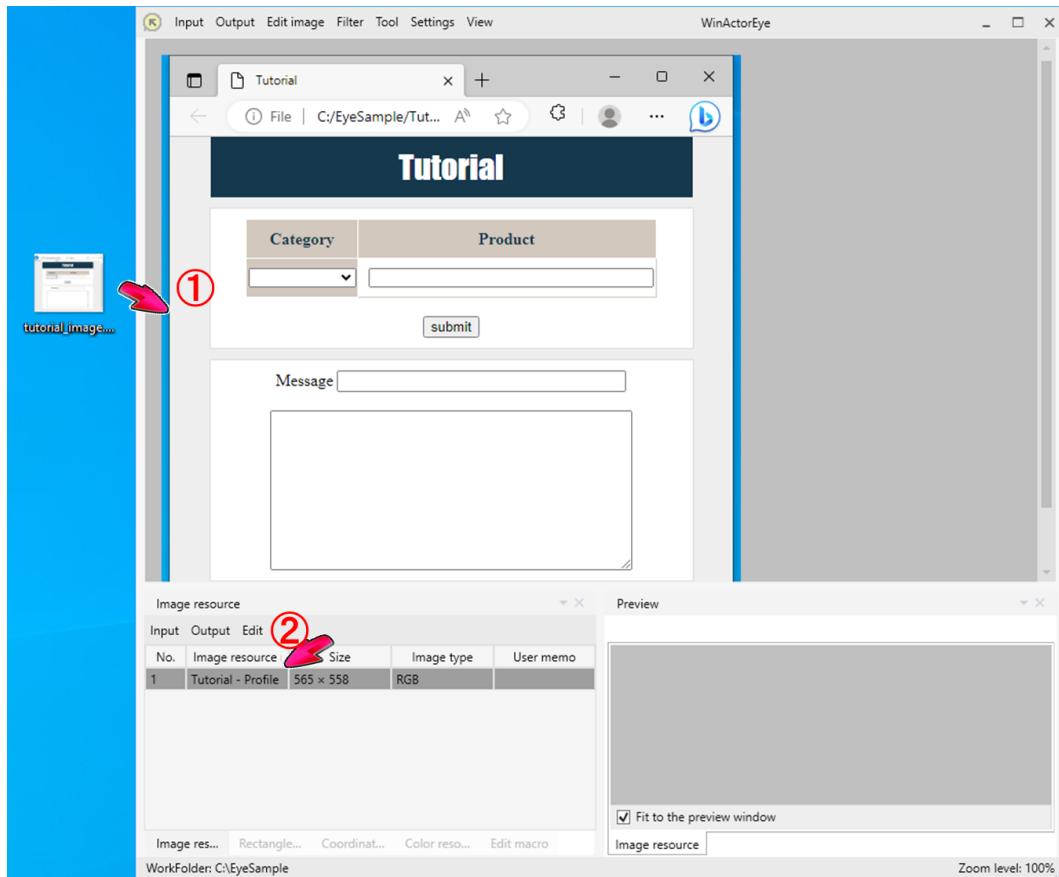 Input Output Edit image Filter Tool Settings View WinActorEye
Tutorial
File C:/EyeSample/Tut...
Tutorial
Category Product
①
tutorial_image....
submit
Message
Image resource
Preview
Input Output Edit ②
No. Image resource Size Image type User memo
1 Tutorial - Profile 565 × 558 RGB
Fit to the preview window
Image res... Rectangle... Coordinat... Color reso... Edit macro
Image resource
WorkFolder: C:\EyeSample Zoom level: 100%